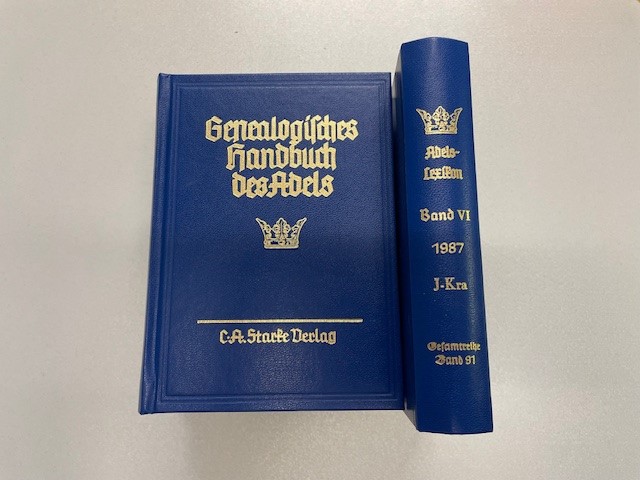 Genealogisches
Handbuch
des Adels
C. A. Starke Verlag
Adels-
Lexikon
Band VI
1987
J-Kra
Gesamtreihe
Band 91